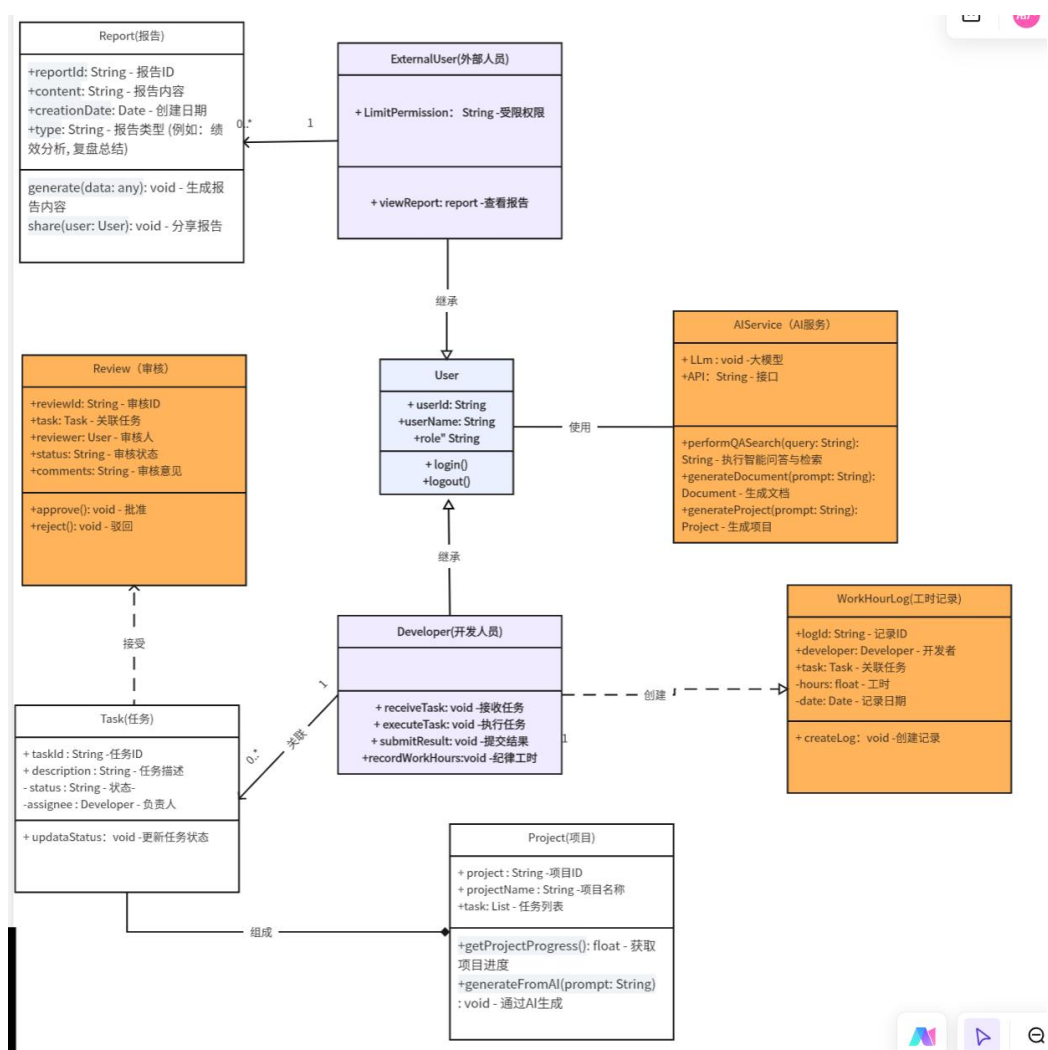 Report(报告)
+reportId: String - 报告ID
+content: String - 报告内容
+creationDate: Date - 创建日期
+type: String - 报告类型 (例如：绩
效分析, 复盘总结)
generate(data: any): void - 生成报
告内容
share(user: User): void - 分享报告
0..*
1
ExternalUser(外部人员)
+ LimitPermission： String -受限权限
+ viewReport: report -查看报告
继承
User
+ userId: String
+userName: String
+role" String
+ login()
+logout()
使用
AIService（AI服务）
+ LLm : void -大模型
+API：String - 接口
+performQASearch(query: String):
String - 执行智能问答与检索
+generateDocument(prompt: String):
Document - 生成文档
+generateProject(prompt: String):
Project - 生成项目
Review（审核）
+reviewId: String - 审核ID
+task: Task - 关联任务
+reviewer: User - 审核人
+status: String - 审核状态
+comments: String - 审核意见
+approve(): void - 批准
+reject(): void - 驳回
继承
接受
Developer(开发人员)
+ receiveTask: void -接收任务
+ executeTask: void -执行任务
+ submitResult: void -提交结果
+recordWorkHours:void -纪律工时
1
关联
0..*
1
创建
WorkHourLog(工时记录)
+logId: String - 记录ID
+developer: Developer - 开发者
+task: Task - 关联任务
-hours: float - 工时
-date: Date - 记录日期
+ createLog：void -创建记录
Task(任务)
+ taskId : String -任务ID
+ description : String - 任务描述
- status : String - 状态-
-assignee : Developer - 负责人
+ updataStatus：void -更新任务状态
组成
Project(项目)
+ project : String -项目ID
+ projectName : String -项目名称
+task: List - 任务列表
+getProjectProgress(): float - 获取
项目进度
+generateFromAI(prompt: String)
: void - 通过AI生成